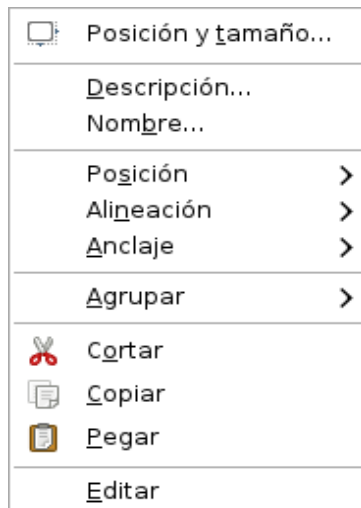 Posición y tamaño...
Descripción...
Nombre...
Posición
Alineación
Anclaje
Agrupar
Cortar
Copiar
Pegar
Editar